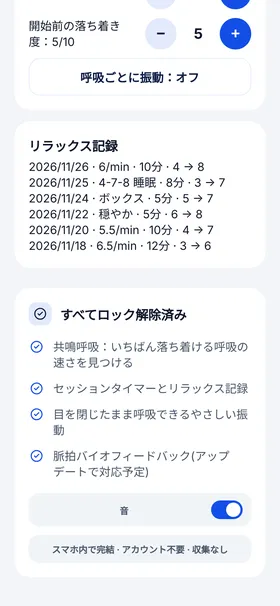 開始前の落ち着き
度：5/10
− 5 +
呼吸ごとに振動：オフ
リラックス記録
2026/11/26 · 6/min · 10分 · 4 → 8
2026/11/25 · 4-7-8 睡眠 · 8分 · 3 → 7
2026/11/24 · ボックス · 5分 · 5 → 7
2026/11/22 · 穏やか · 5分 · 6 → 8
2026/11/20 · 5.5/min · 10分 · 4 → 7
2026/11/18 · 6.5/min · 12分 · 3 → 6
すべてロック解除済み
共鳴呼吸：いちばん落ち着ける呼吸の
速さを見つける
セッションタイマーとリラックス記録
目を閉じたまま呼吸できるやさしい振
動
脈拍バイオフィードバック(アップ
デートで対応予定)
音
スマホ内で完結 · アカウント不要 · 収集なし